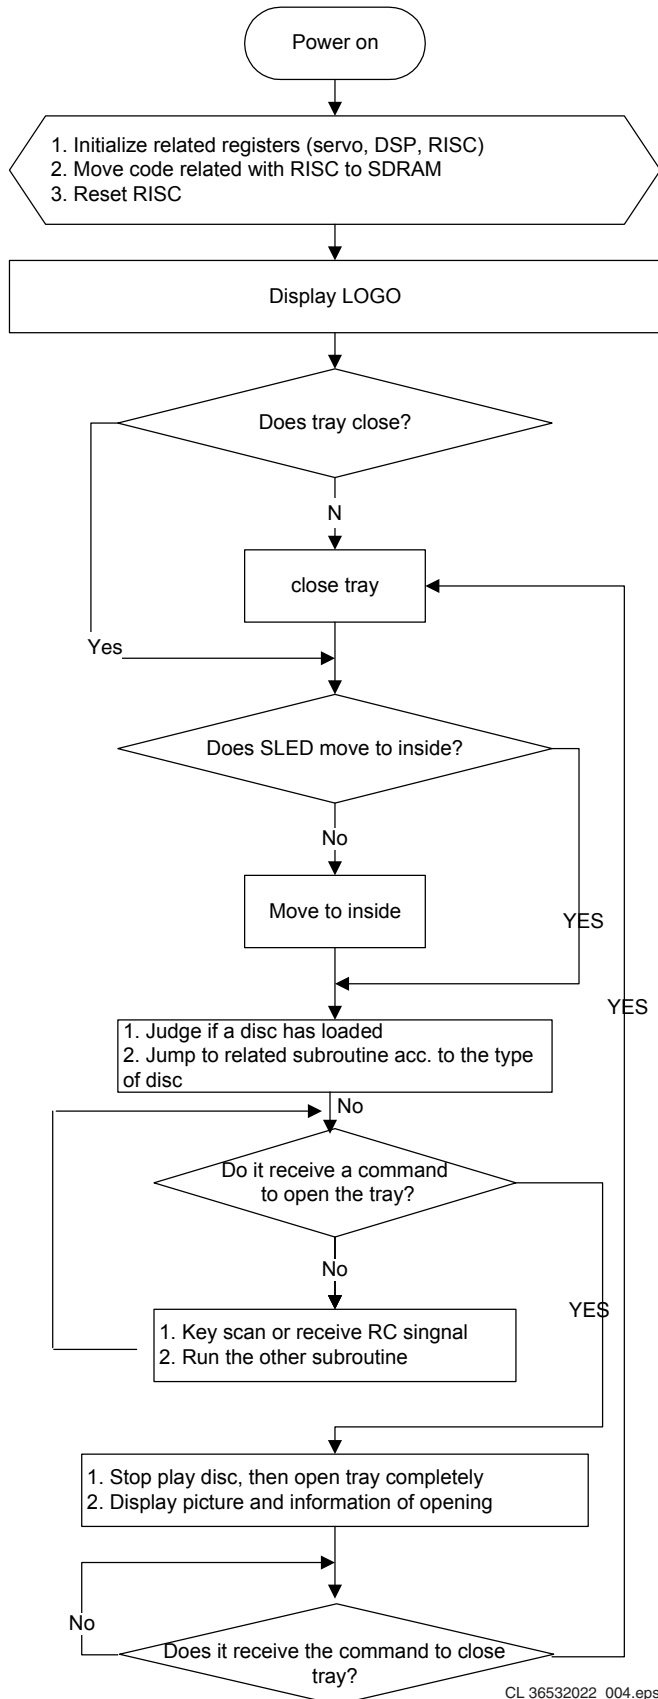 Power on
1. Initialize related registers (servo, DSP, RISC)
2. Move code related with RISC to SDRAM
3. Reset RISC
Display LOGO
Does tray close?
N
close tray
Yes
Does SLED move to inside?
No
Move to inside
YES
YES
1. Judge if a disc has loaded
2. Jump to related subroutine acc. to the type
of disc
No
Do it receive a command
to open the tray?
No
YES
1. Key scan or receive RC singnal
2. Run the other subroutine
1. Stop play disc, then open tray completely
2. Display picture and information of opening
No
Does it receive the command to close
tray?
CL 36532022_004.eps